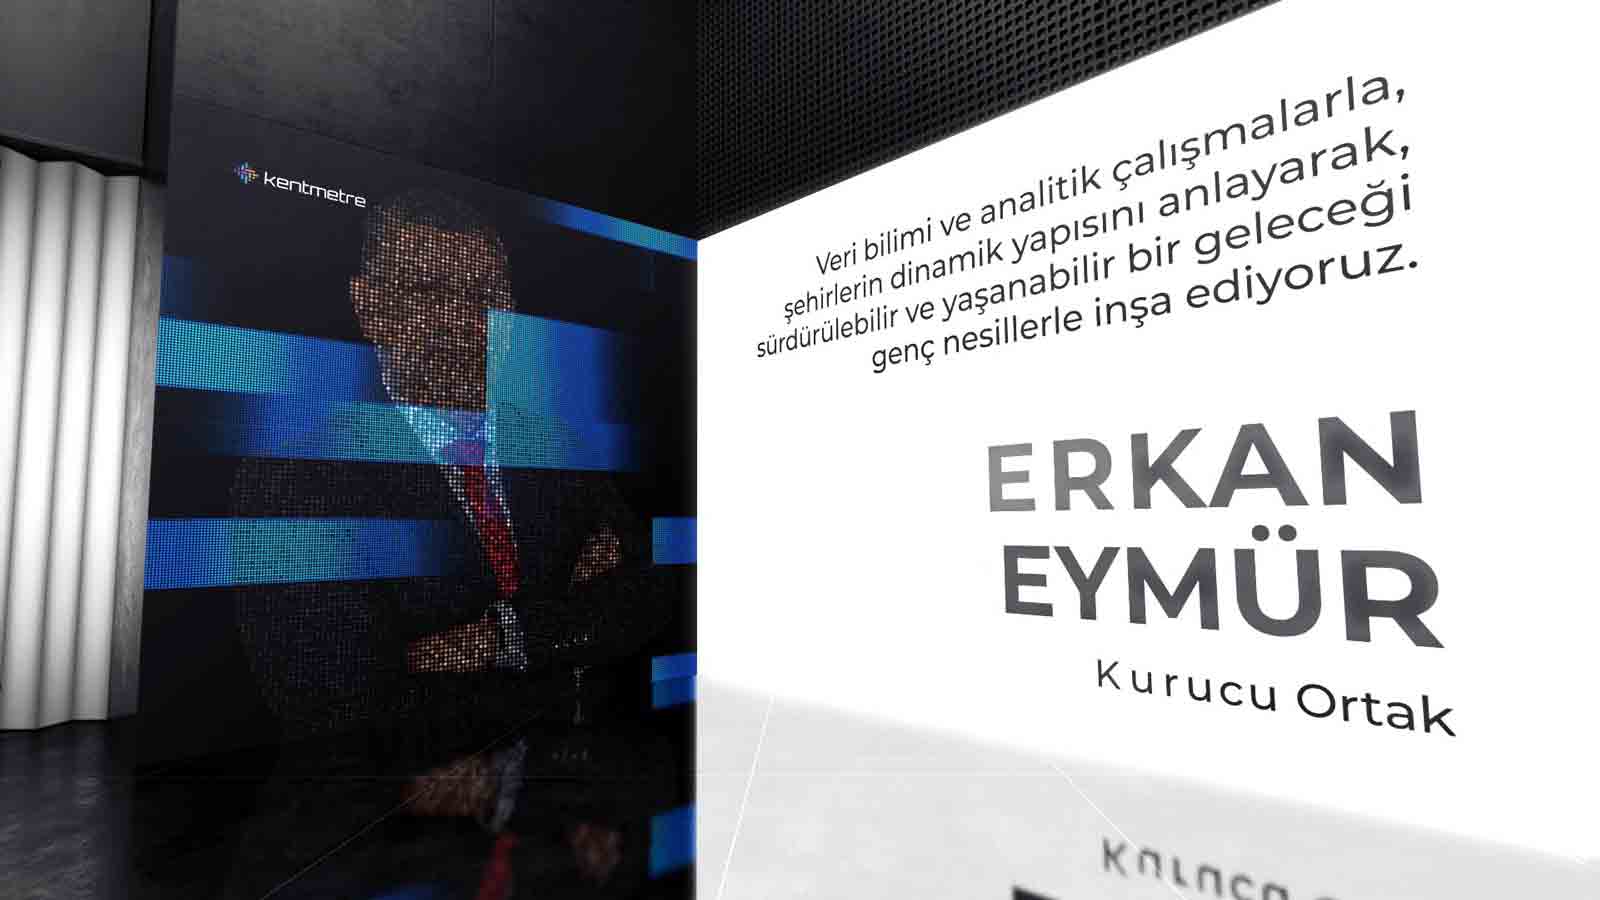 kentmetre
Veri bilimi ve analitik çalışmalarla,
şehirlerin dinamik yapısını anlayarak,
sürdürülebilir ve yaşanabilir bir geleceği
genç nesillerle inşa ediyoruz.
ERKAN
EYMÜR
Kurucu Ortak